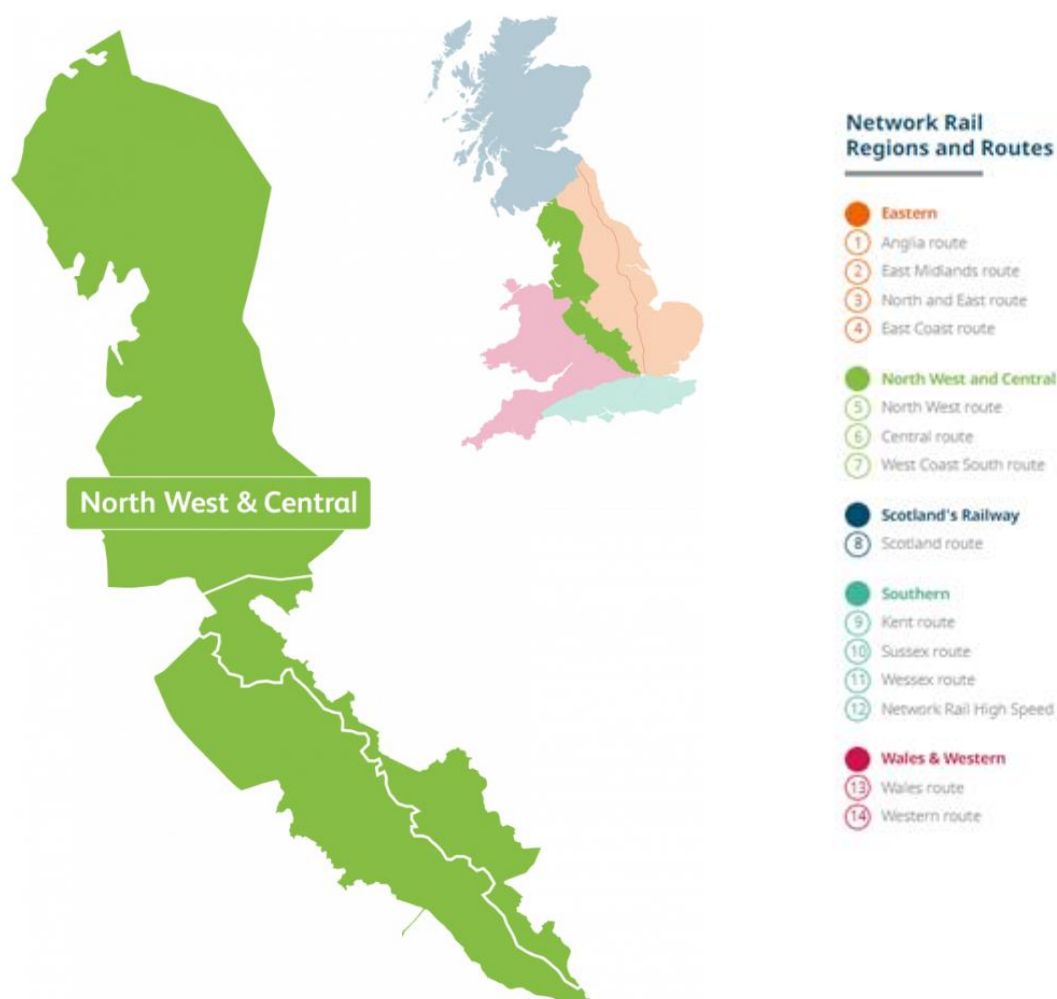 North West & Central
Network Rail
Regions and Routes
Eastern
1 Anglia route
2 East Midlands route
3 North and East route
4 East Coast route
North West and Central
5 North West route
6 Central route
7 West Coast South route
Scotland's Railway
8 Scotland route
Southern
9 Kent route
10 Sussex route
11 Wessex route
12 Network Rail High Speed
Wales & Western
13 Wales route
14 Western route